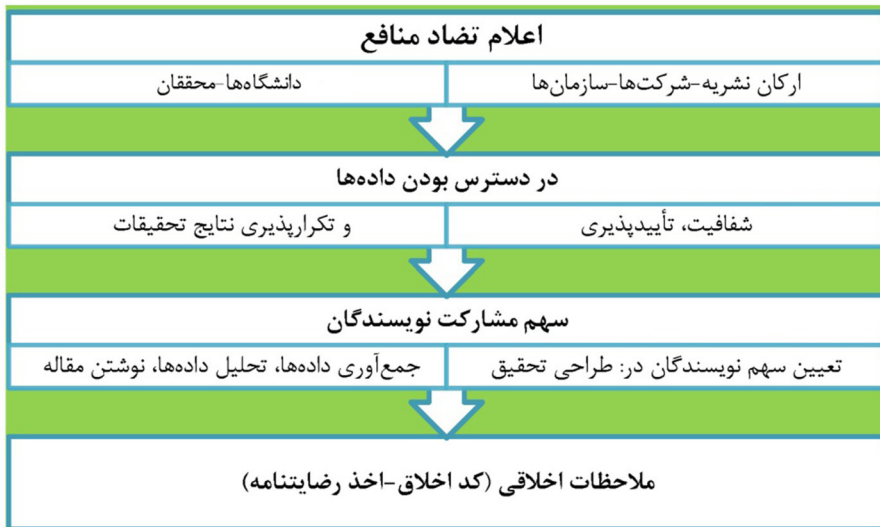 اعلام تضاد منافع
ارکان نشریه-شرکت‌ها-سازمان‌ها
دانشگاه‌ها-محققان
در دسترس بودن داده‌ها
شفافیت، تأییدپذیری
و تکرارپذیری نتایج تحقیقات
سهم مشارکت نویسندگان
تعیین سهم نویسندگان در: طراحی تحقیق
جمع‌آوری داده‌ها، تحلیل داده‌ها، نوشتن مقاله
ملاحظات اخلاقی (کد اخلاق-اخذ رضایتنامه)